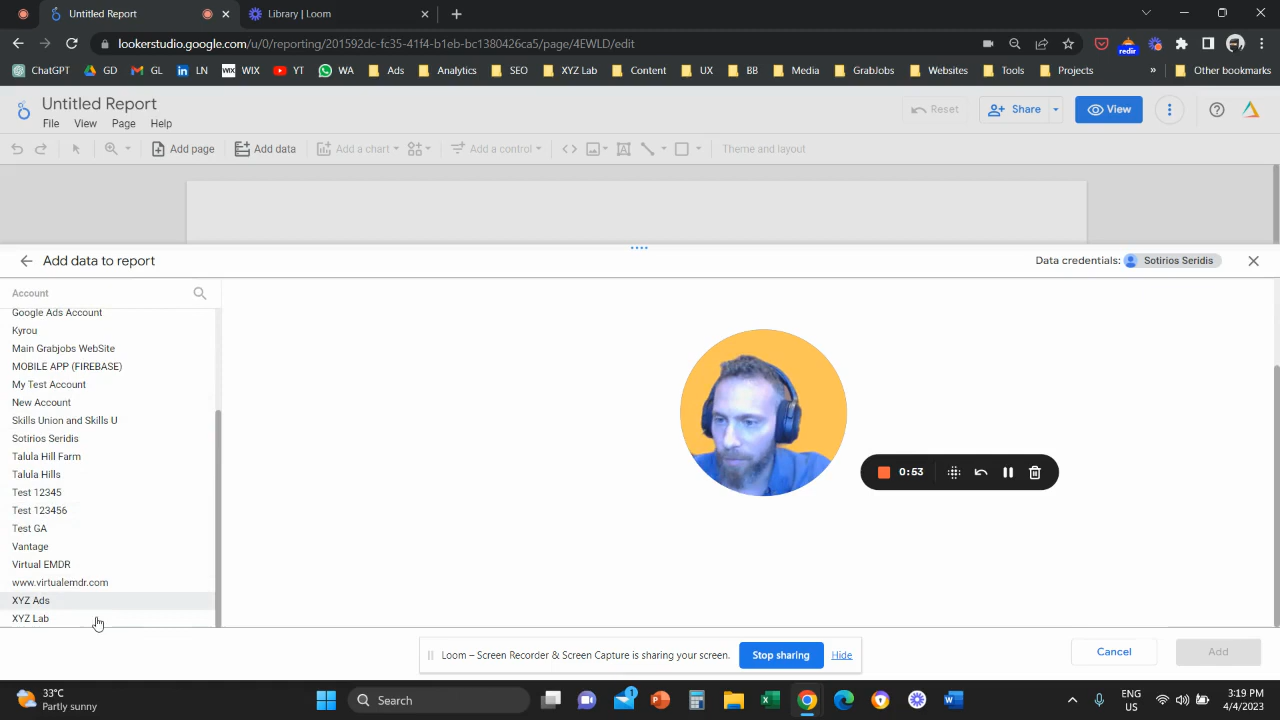 Untitled Report
Library | Loom
lookerstudio.google.com/u/0/reporting/201592dc-fc35-41f4-b1eb-bc1380426ca5/page/4EWLD/edit
redir
ChatGPT GD GL LN WIX WIX YT WA Ads Analytics SEO XYZ Lab Content UX BB Media GrabJobs Websites Tools Projects » Other bookmarks
Untitled Report
File View Page Help
Reset Share View
Add page Add data Add a chart Add a control Theme and layout
Add data to report
Data credentials: Sotirios Seridis
Account
Google Ads Account
Kyrou
Main Grabjobs WebSite
MOBILE APP (FIREBASE)
My Test Account
New Account
Skills Union and Skills U
Sotirios Seridis
Talula Hill Farm
Talula Hills
Test 12345
Test 123456
Test GA
Vantage
Virtual EMDR
www.virtualemdr.com
XYZ Ads
XYZ Lab
0:53
Loom – Screen Recorder & Screen Capture is sharing your screen. Stop sharing Hide
Cancel Add
33°C
Partly sunny
Search
1
ENG
US
3:19 PM
4/4/2023